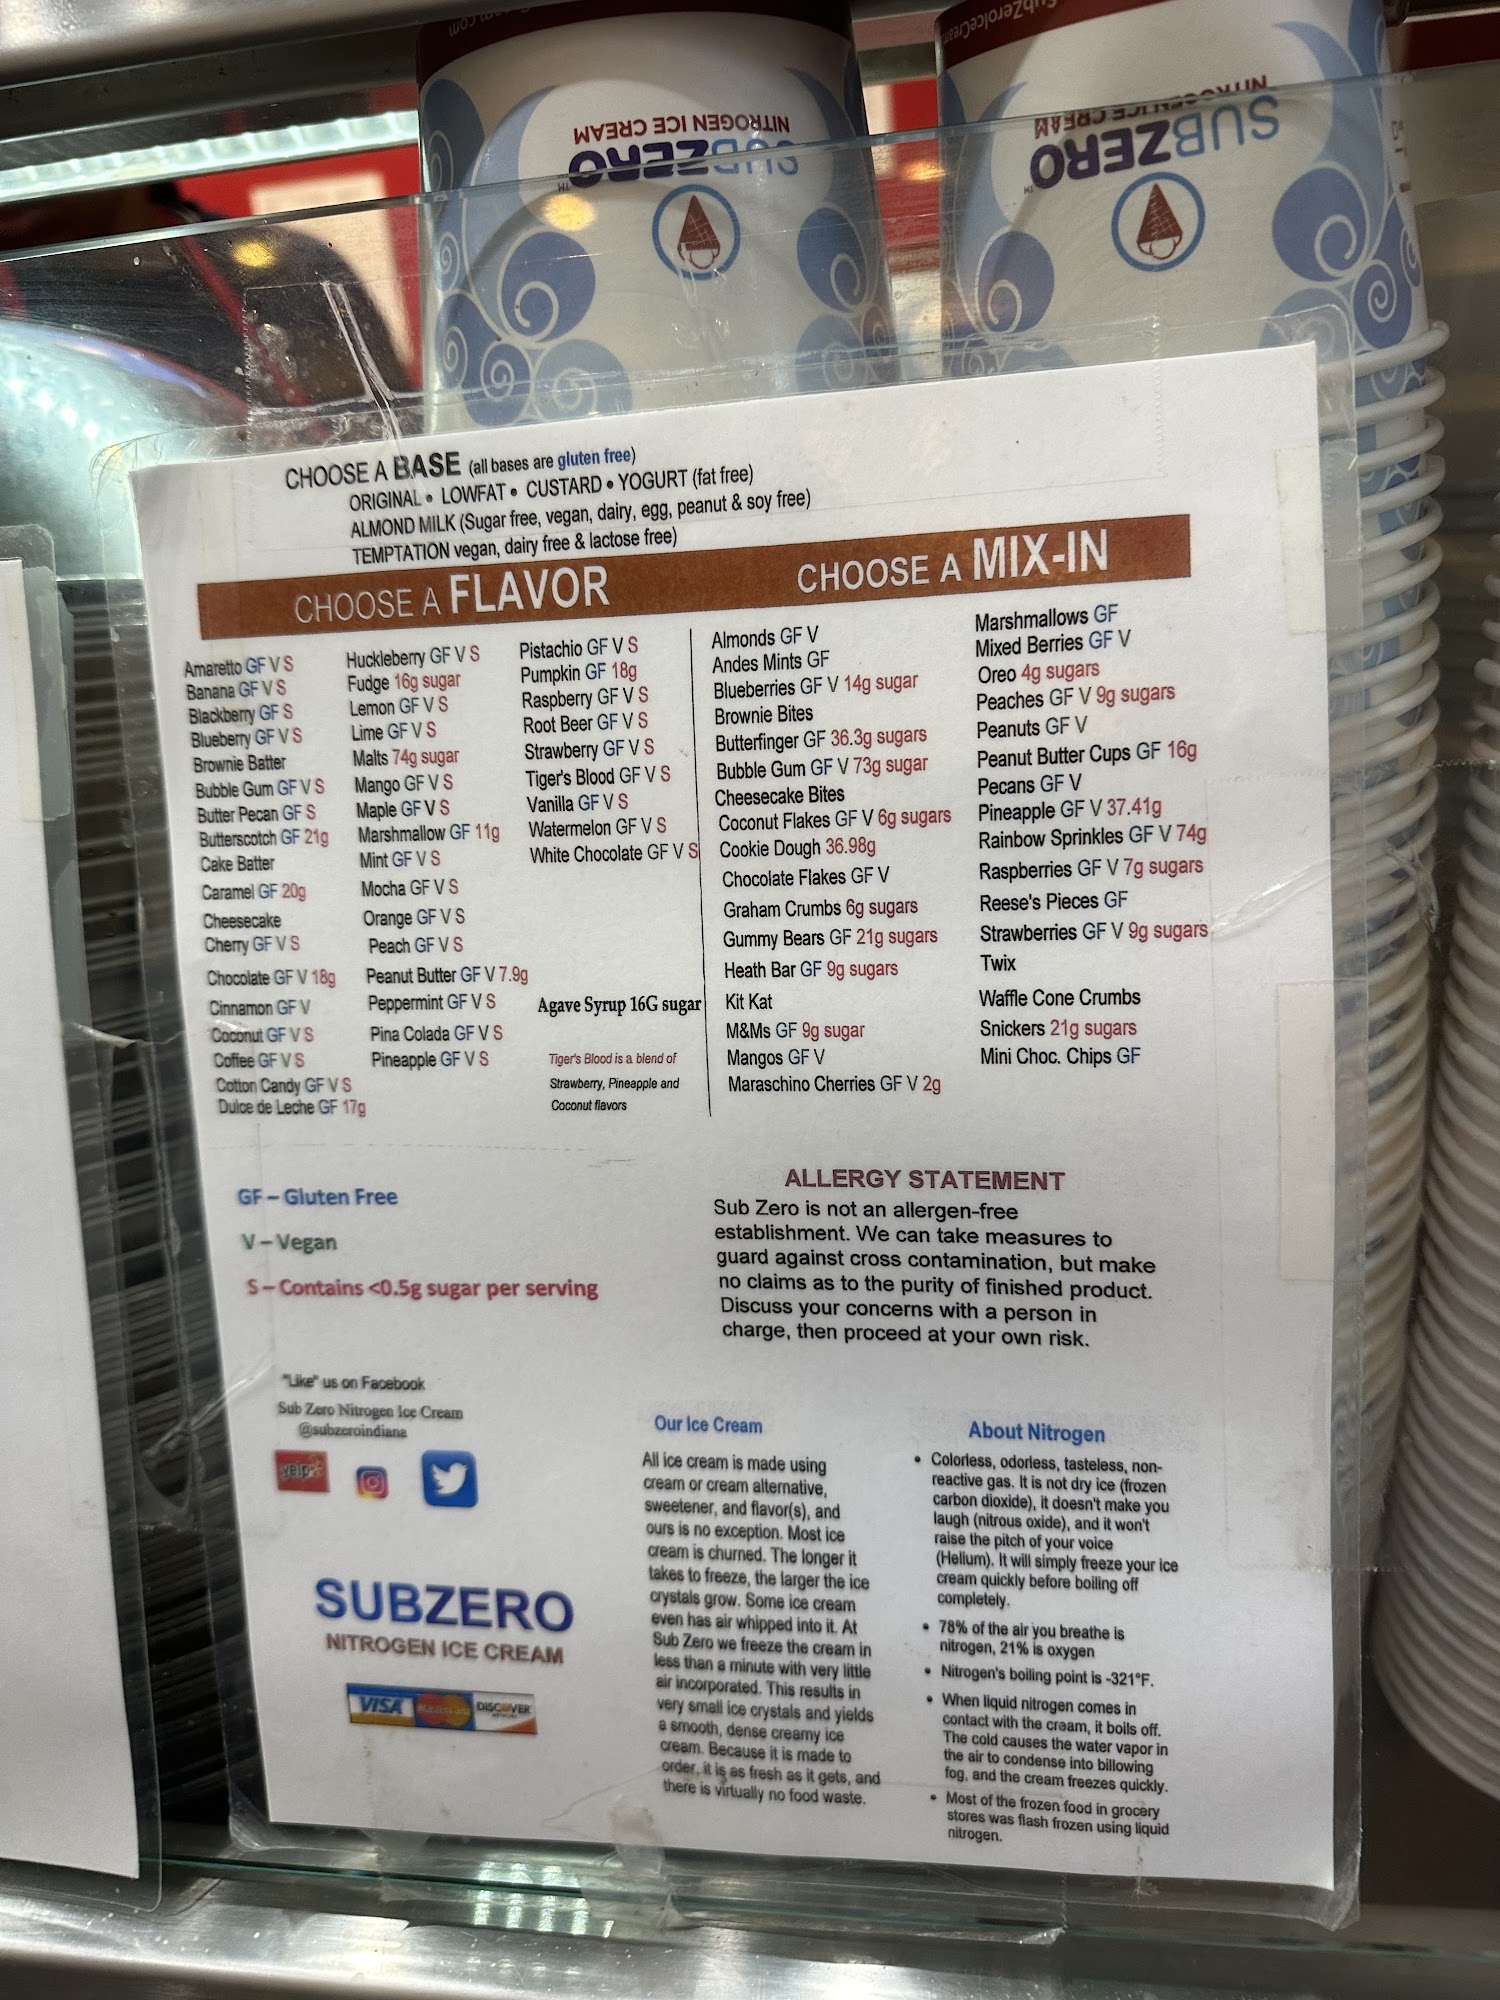 SubZeroIceCream
SUBZERO
NITROGEN ICE CREAM
SUBZERO
NITROGEN ICE CREAM
CHOOSE A BASE (all bases are gluten free)
ORIGINAL • LOWFAT • CUSTARD • YOGURT (fat free)
ALMOND MILK (Sugar free, vegan, dairy, egg, peanut & soy free)
TEMPTATION vegan, dairy free & lactose free)
CHOOSE A FLAVOR
Amaretto GF V S
Banana GF V S
Blackberry GF S
Blueberry GF V S
Brownie Batter
Bubble Gum GF V S
Butter Pecan GF S
Butterscotch GF 21g
Cake Batter
Caramel GF 20g
Cheesecake
Cherry GF V S
Chocolate GF V 18g
Cinnamon GF V
Coconut GF V S
Coffee GF V S
Cotton Candy GF V S
Dulce de Leche GF 17g
Huckleberry GF V S
Fudge 16g sugar
Lemon GF V S
Lime GF V S
Malts 74g sugar
Mango GF V S
Maple GF V S
Marshmallow GF 11g
Mint GF V S
Mocha GF V S
Orange GF V S
Peach GF V S
Peanut Butter GF V 7.9g
Peppermint GF V S
Pina Colada GF V S
Pineapple GF V S
Pistachio GF V S
Pumpkin GF 18g
Raspberry GF V S
Root Beer GF V S
Strawberry GF V S
Tiger's Blood GF V S
Vanilla GF V S
Watermelon GF V S
White Chocolate GF V S
Agave Syrup 16G sugar
Tiger's Blood is a blend of
Strawberry, Pineapple and
Coconut flavors
CHOOSE A MIX-IN
Almonds GF V
Andes Mints GF
Blueberries GF V 14g sugar
Brownie Bites
Butterfinger GF 36.3g sugars
Bubble Gum GF V 73g sugar
Cheesecake Bites
Coconut Flakes GF V 6g sugars
Cookie Dough 36.98g
Chocolate Flakes GF V
Graham Crumbs 6g sugars
Gummy Bears GF 21g sugars
Heath Bar GF 9g sugars
Kit Kat
M&Ms GF 9g sugar
Mangos GF V
Maraschino Cherries GF V 2g
Marshmallows GF
Mixed Berries GF V
Oreo 4g sugars
Peaches GF V 9g sugars
Peanuts GF V
Peanut Butter Cups GF 16g
Pecans GF V
Pineapple GF V 37.41g
Rainbow Sprinkles GF V 74g
Raspberries GF V 7g sugars
Reese's Pieces GF
Strawberries GF V 9g sugars
Twix
Waffle Cone Crumbs
Snickers 21g sugars
Mini Choc. Chips GF
GF – Gluten Free
V – Vegan
S – Contains <0.5g sugar per serving
ALLERGY STATEMENT
Sub Zero is not an allergen-free
establishment. We can take measures to
guard against cross contamination, but make
no claims as to the purity of finished product.
Discuss your concerns with a person in
charge, then proceed at your own risk.
"Like" us on Facebook
Sub Zero Nitrogen Ice Cream
@subzeroindiana
yelp
SUBZERO
NITROGEN ICE CREAM
VISA MasterCard DISCOVER
NETWORK
Our Ice Cream
All ice cream is made using
cream or cream alternative,
sweetener, and flavor(s), and
ours is no exception. Most ice
cream is churned. The longer it
takes to freeze, the larger the ice
crystals grow. Some ice cream
even has air whipped into it. At
Sub Zero we freeze the cream in
less than a minute with very little
air incorporated. This results in
very small ice crystals and yields
a smooth, dense creamy ice
cream. Because it is made to
order, it is as fresh as it gets, and
there is virtually no food waste.
About Nitrogen
• Colorless, odorless, tasteless, non-
reactive gas. It is not dry ice (frozen
carbon dioxide), it doesn't make you
laugh (nitrous oxide), and it won't
raise the pitch of your voice
(Helium). It will simply freeze your ice
cream quickly before boiling off
completely.
• 78% of the air you breathe is
nitrogen, 21% is oxygen
• Nitrogen's boiling point is -321°F.
• When liquid nitrogen comes in
contact with the cream, it boils off.
The cold causes the water vapor in
the air to condense into billowing
fog, and the cream freezes quickly.
• Most of the frozen food in grocery
stores was flash frozen using liquid
nitrogen.